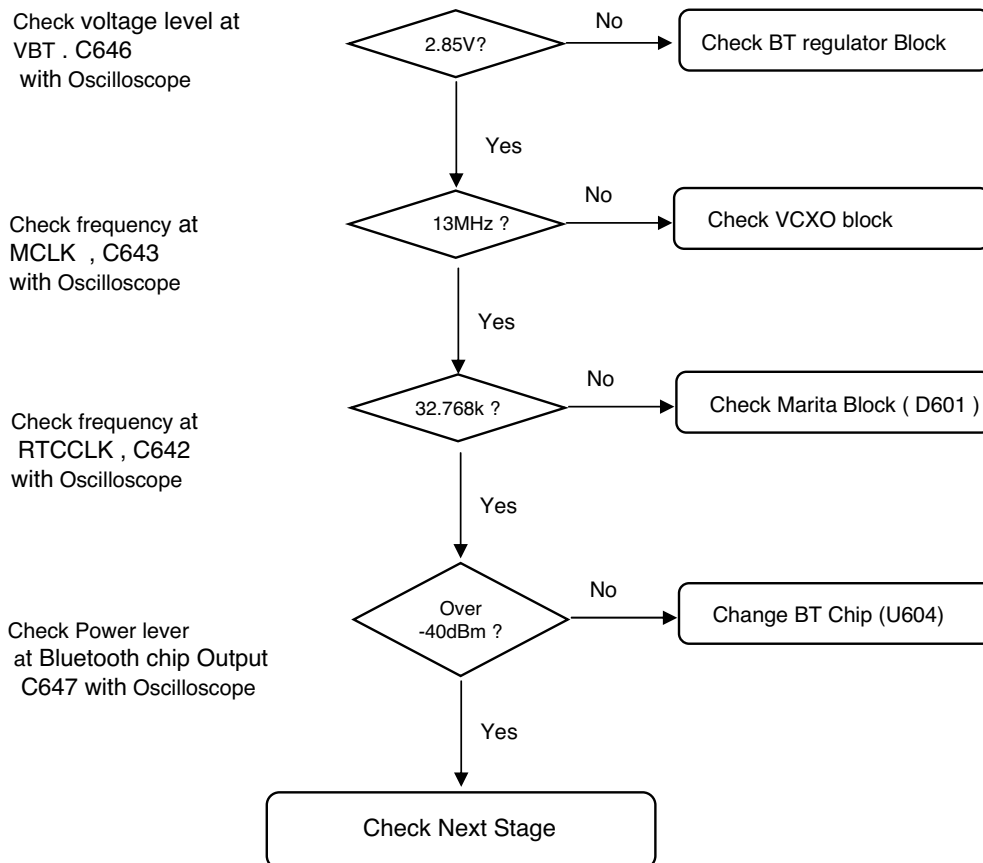 Check voltage level at
VBT . C646
with Oscilloscope
2.85V?
No
Check BT regulator Block
Yes
Check frequency at
MCLK , C643
with Oscilloscope
13MHz ?
No
Check VCXO block
Yes
Check frequency at
RTCCLK , C642
with Oscilloscope
32.768k ?
No
Check Marita Block ( D601 )
Yes
Check Power lever
at Bluetooth chip Output
C647 with Oscilloscope
Over
-40dBm ?
No
Change BT Chip (U604)
Yes
Check Next Stage